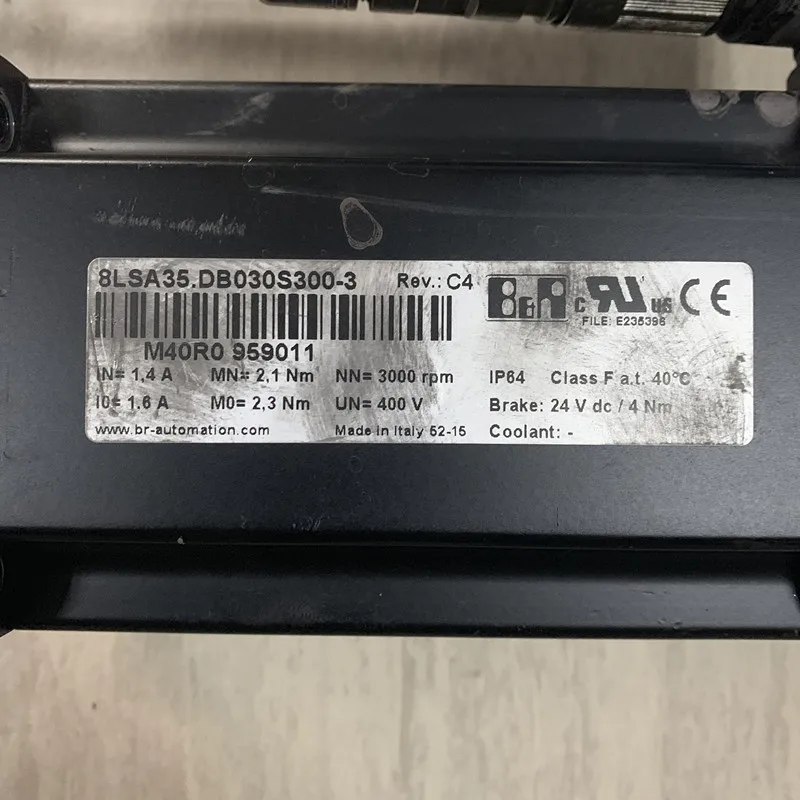 8LSA35.DB030S300-3 Rev.: C4 B&R c RU us CE
FILE: E235396
M40R0 959011
IN= 1,4 A MN= 2,1 Nm NN= 3000 rpm IP64 Class F a.t. 40°C
I0= 1.6 A M0= 2,3 Nm UN= 400 V Brake: 24 V dc / 4 Nm
www.br-automation.com Made in Italy 52-15 Coolant: -